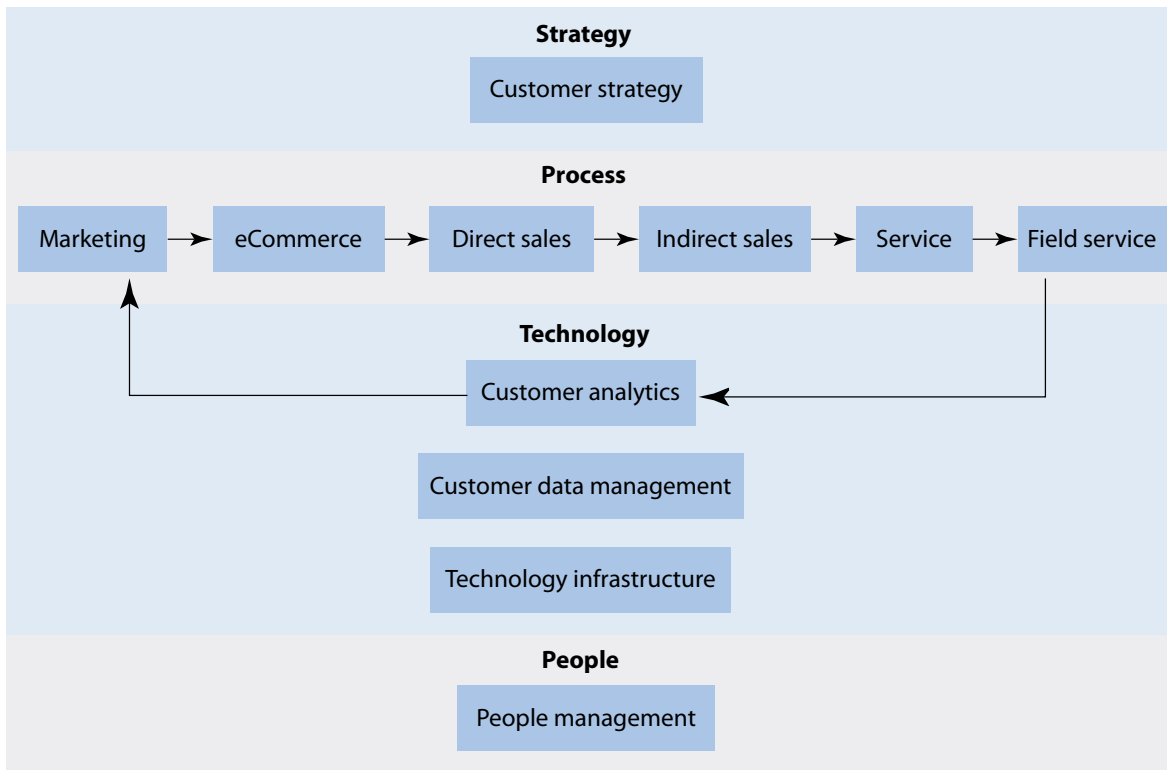 Strategy
Customer strategy
Process
Marketing
eCommerce
Direct sales
Indirect sales
Service
Field service
Technology
Customer analytics
Customer data management
Technology infrastructure
People
People management